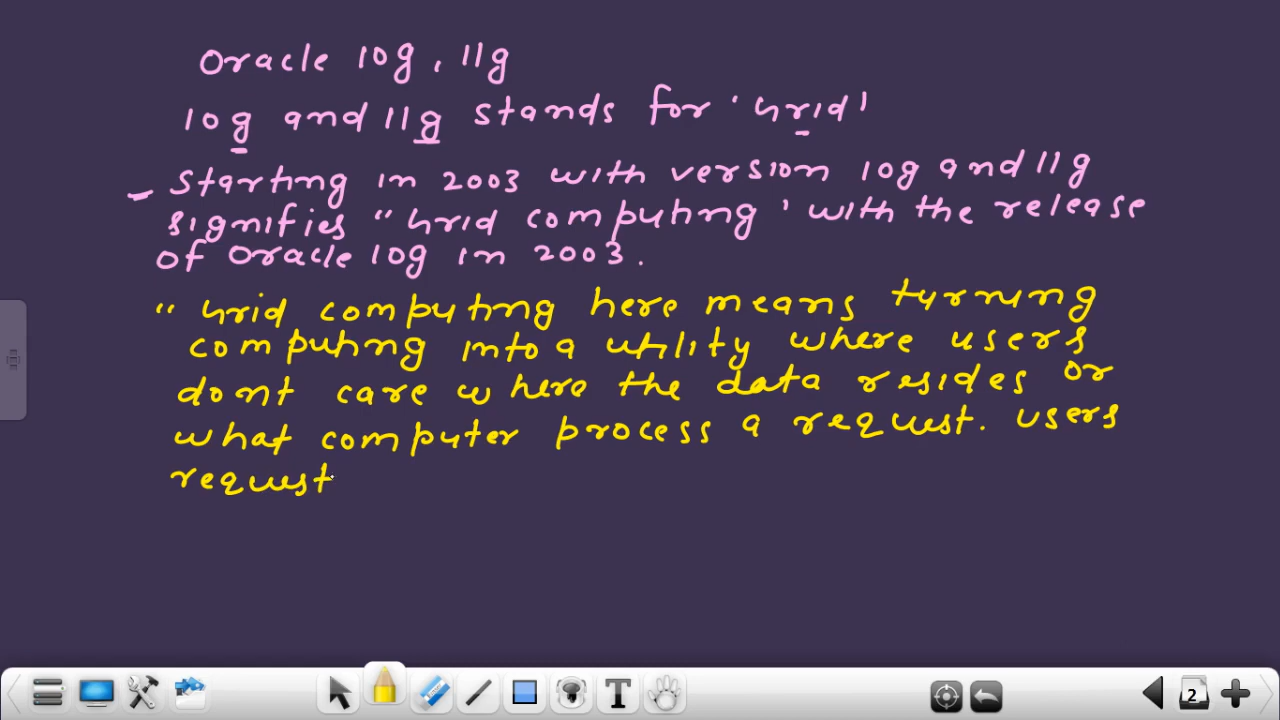 Oracle 10g, 11g
10g and 11g stands for 'Grid'
- Starting in 2003 with version 10g and 11g
signifies "Grid computing' with the release
of Oracle 10g in 2003.
"Grid computing here means turning
computing into a utility where users
dont care where the data resides or
what computer process a request. users
request
2